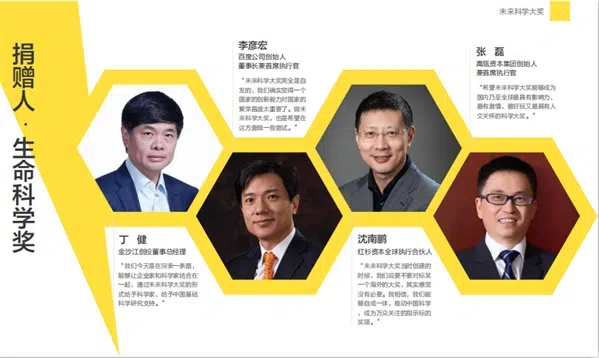 未来科学大奖
捐赠人·生命科学奖
李彦宏
百度公司创始人
董事长兼首席执行官
“未来科学大奖完全是自
发的，我们确实觉得一个
国家的创新能力对国家的
繁荣昌盛太重要了。做未
来科学大奖，也是希望在
这方面做一些尝试。”
张 磊
高瓴资本集团创始人
兼首席执行官
“希望未来科学大奖能够成为
国内乃至全球最具有影响力、
最有激情、最好玩又最具有人
文关怀的科学大奖。”
丁 健
金沙江创投董事总经理
“我们今天是在探索一条路，
能够让企业家和科学家结合在
一起，通过未来科学大奖的形
式给予科学家、给予中国基础
科学研究支持。”
沈南鹏
红杉资本全球执行合伙人
“未来科学大奖当时创建的
时候，我们说要不要对标某
一个海外的大奖，其实感觉
没有必要。我相信，我们能
够自成一体，推动中国科学
，成为万众关注的指示标的
奖项。”